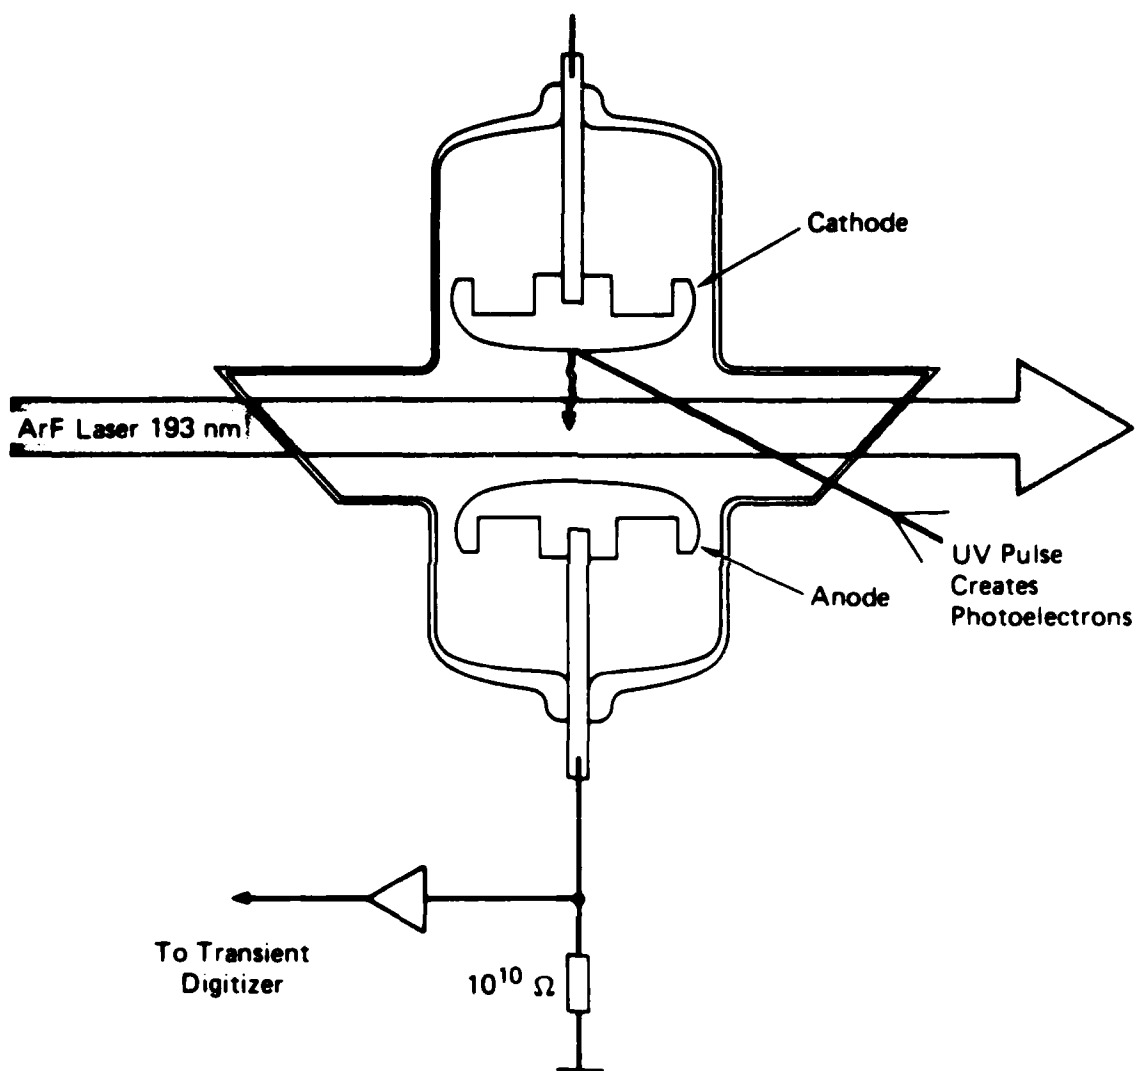 Cathode
ArF Laser 193 nm
UV Pulse
Creates
Photoelectrons
Anode
To Transient
Digitizer
10¹⁰ Ω